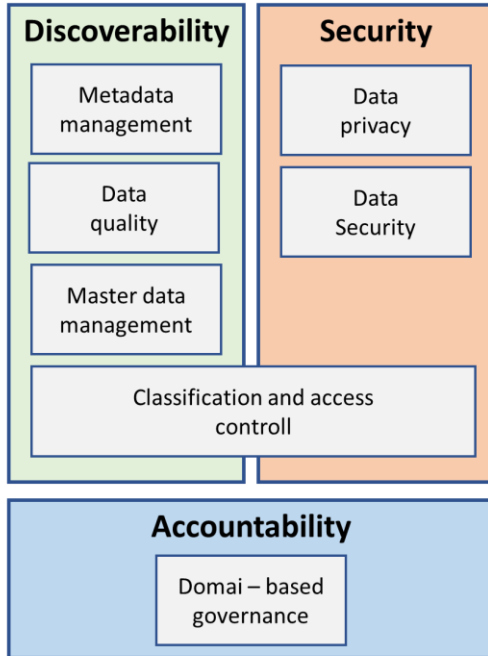 Discoverability
Metadata
management
Data
quality
Master data
management
Security
Data
privacy
Data
Security
Classification and access
controll
Accountability
Domai – based
governance